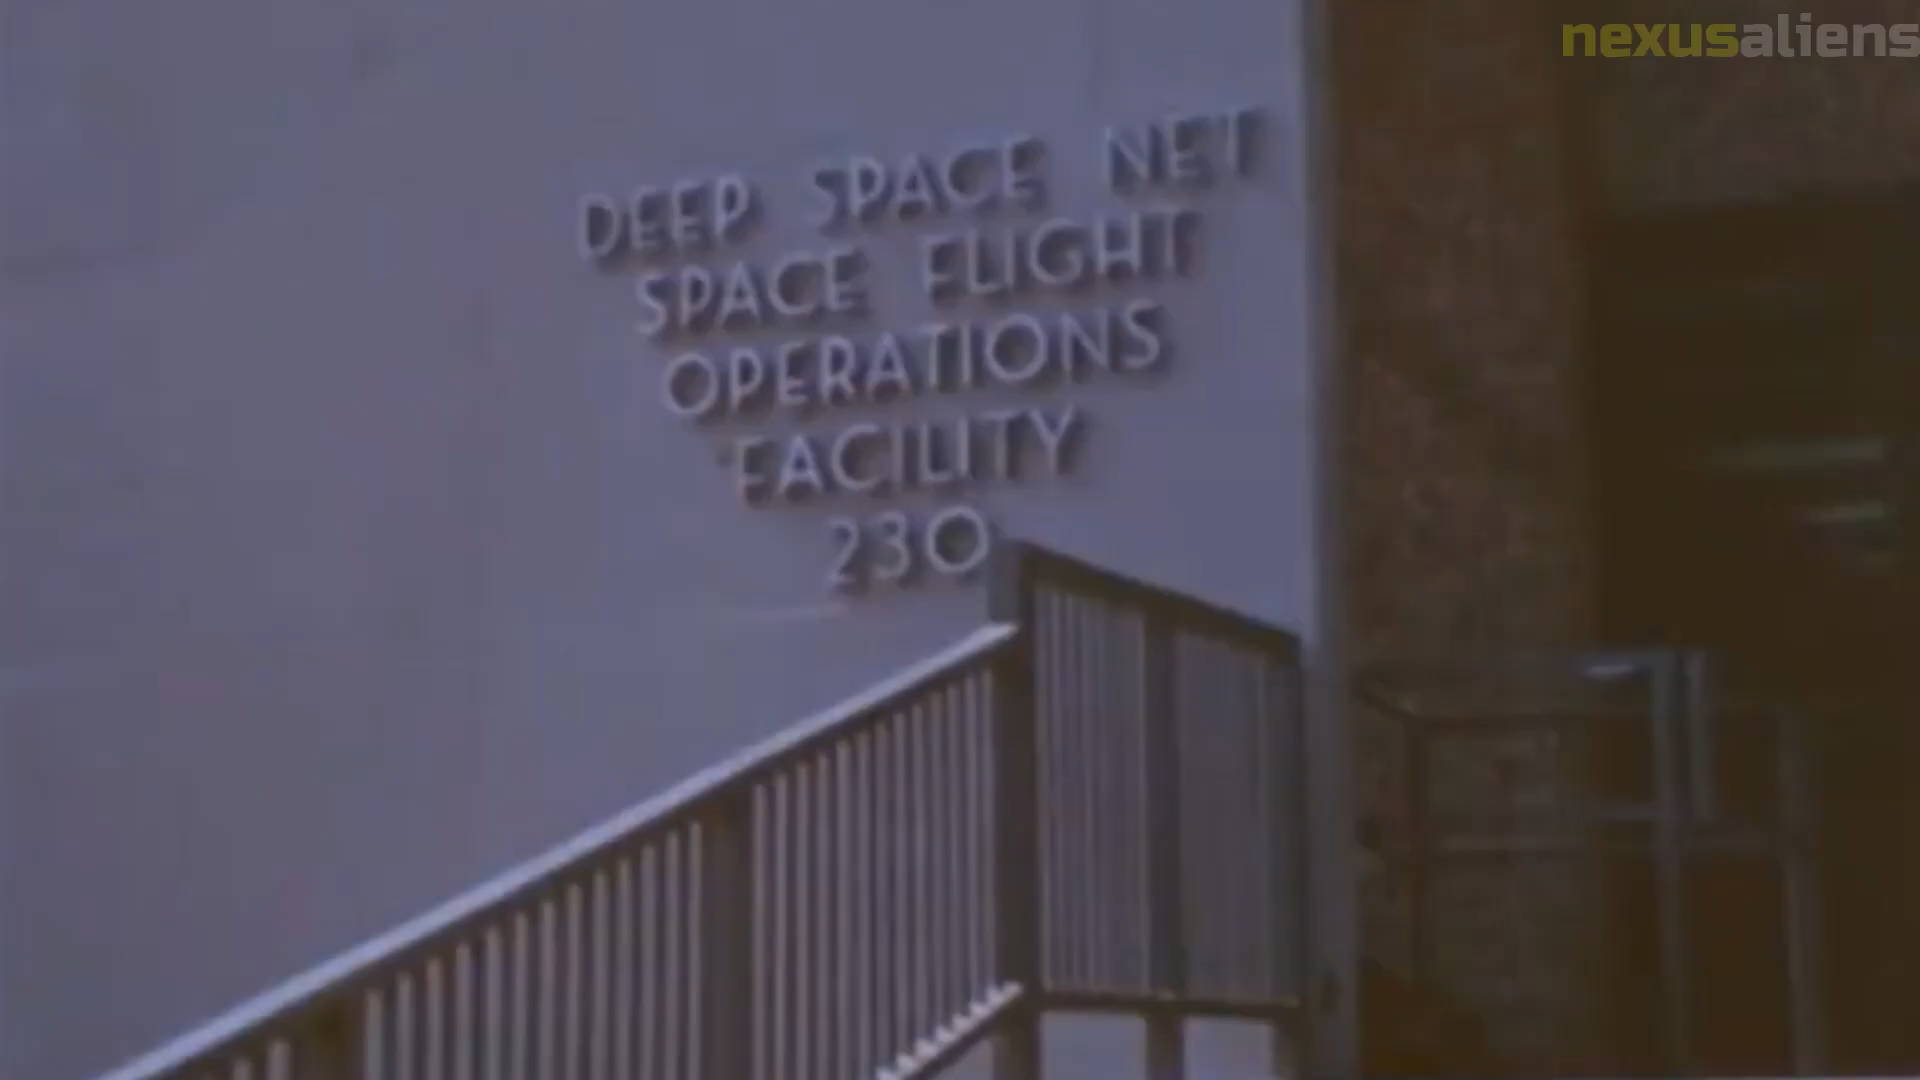 nexusaliens
DEEP SPACE NET
SPACE FLIGHT
OPERATIONS
FACILITY
230